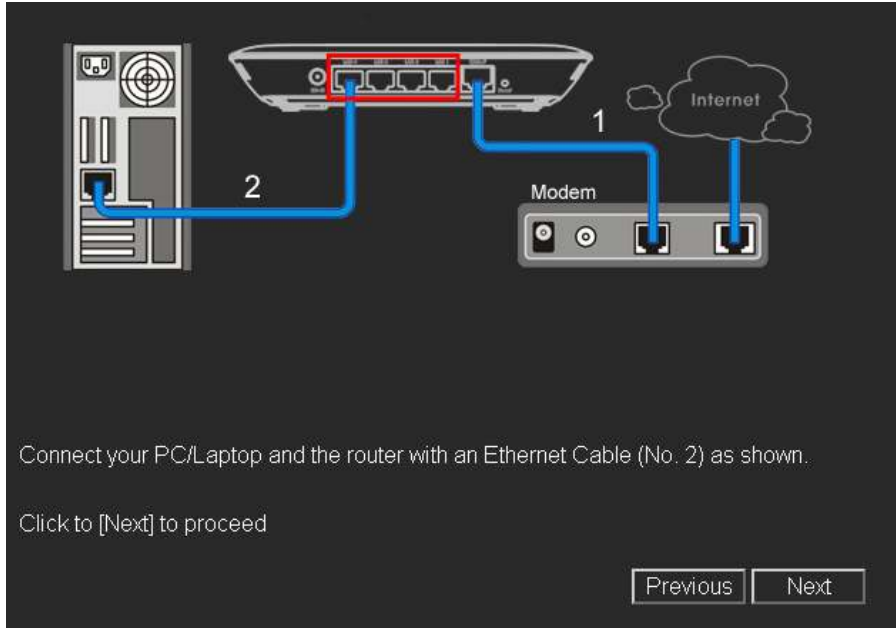 Internet
1
2
Modem
Connect your PC/Laptop and the router with an Ethernet Cable (No. 2) as shown.
Click to [Next] to proceed
Previous
Next